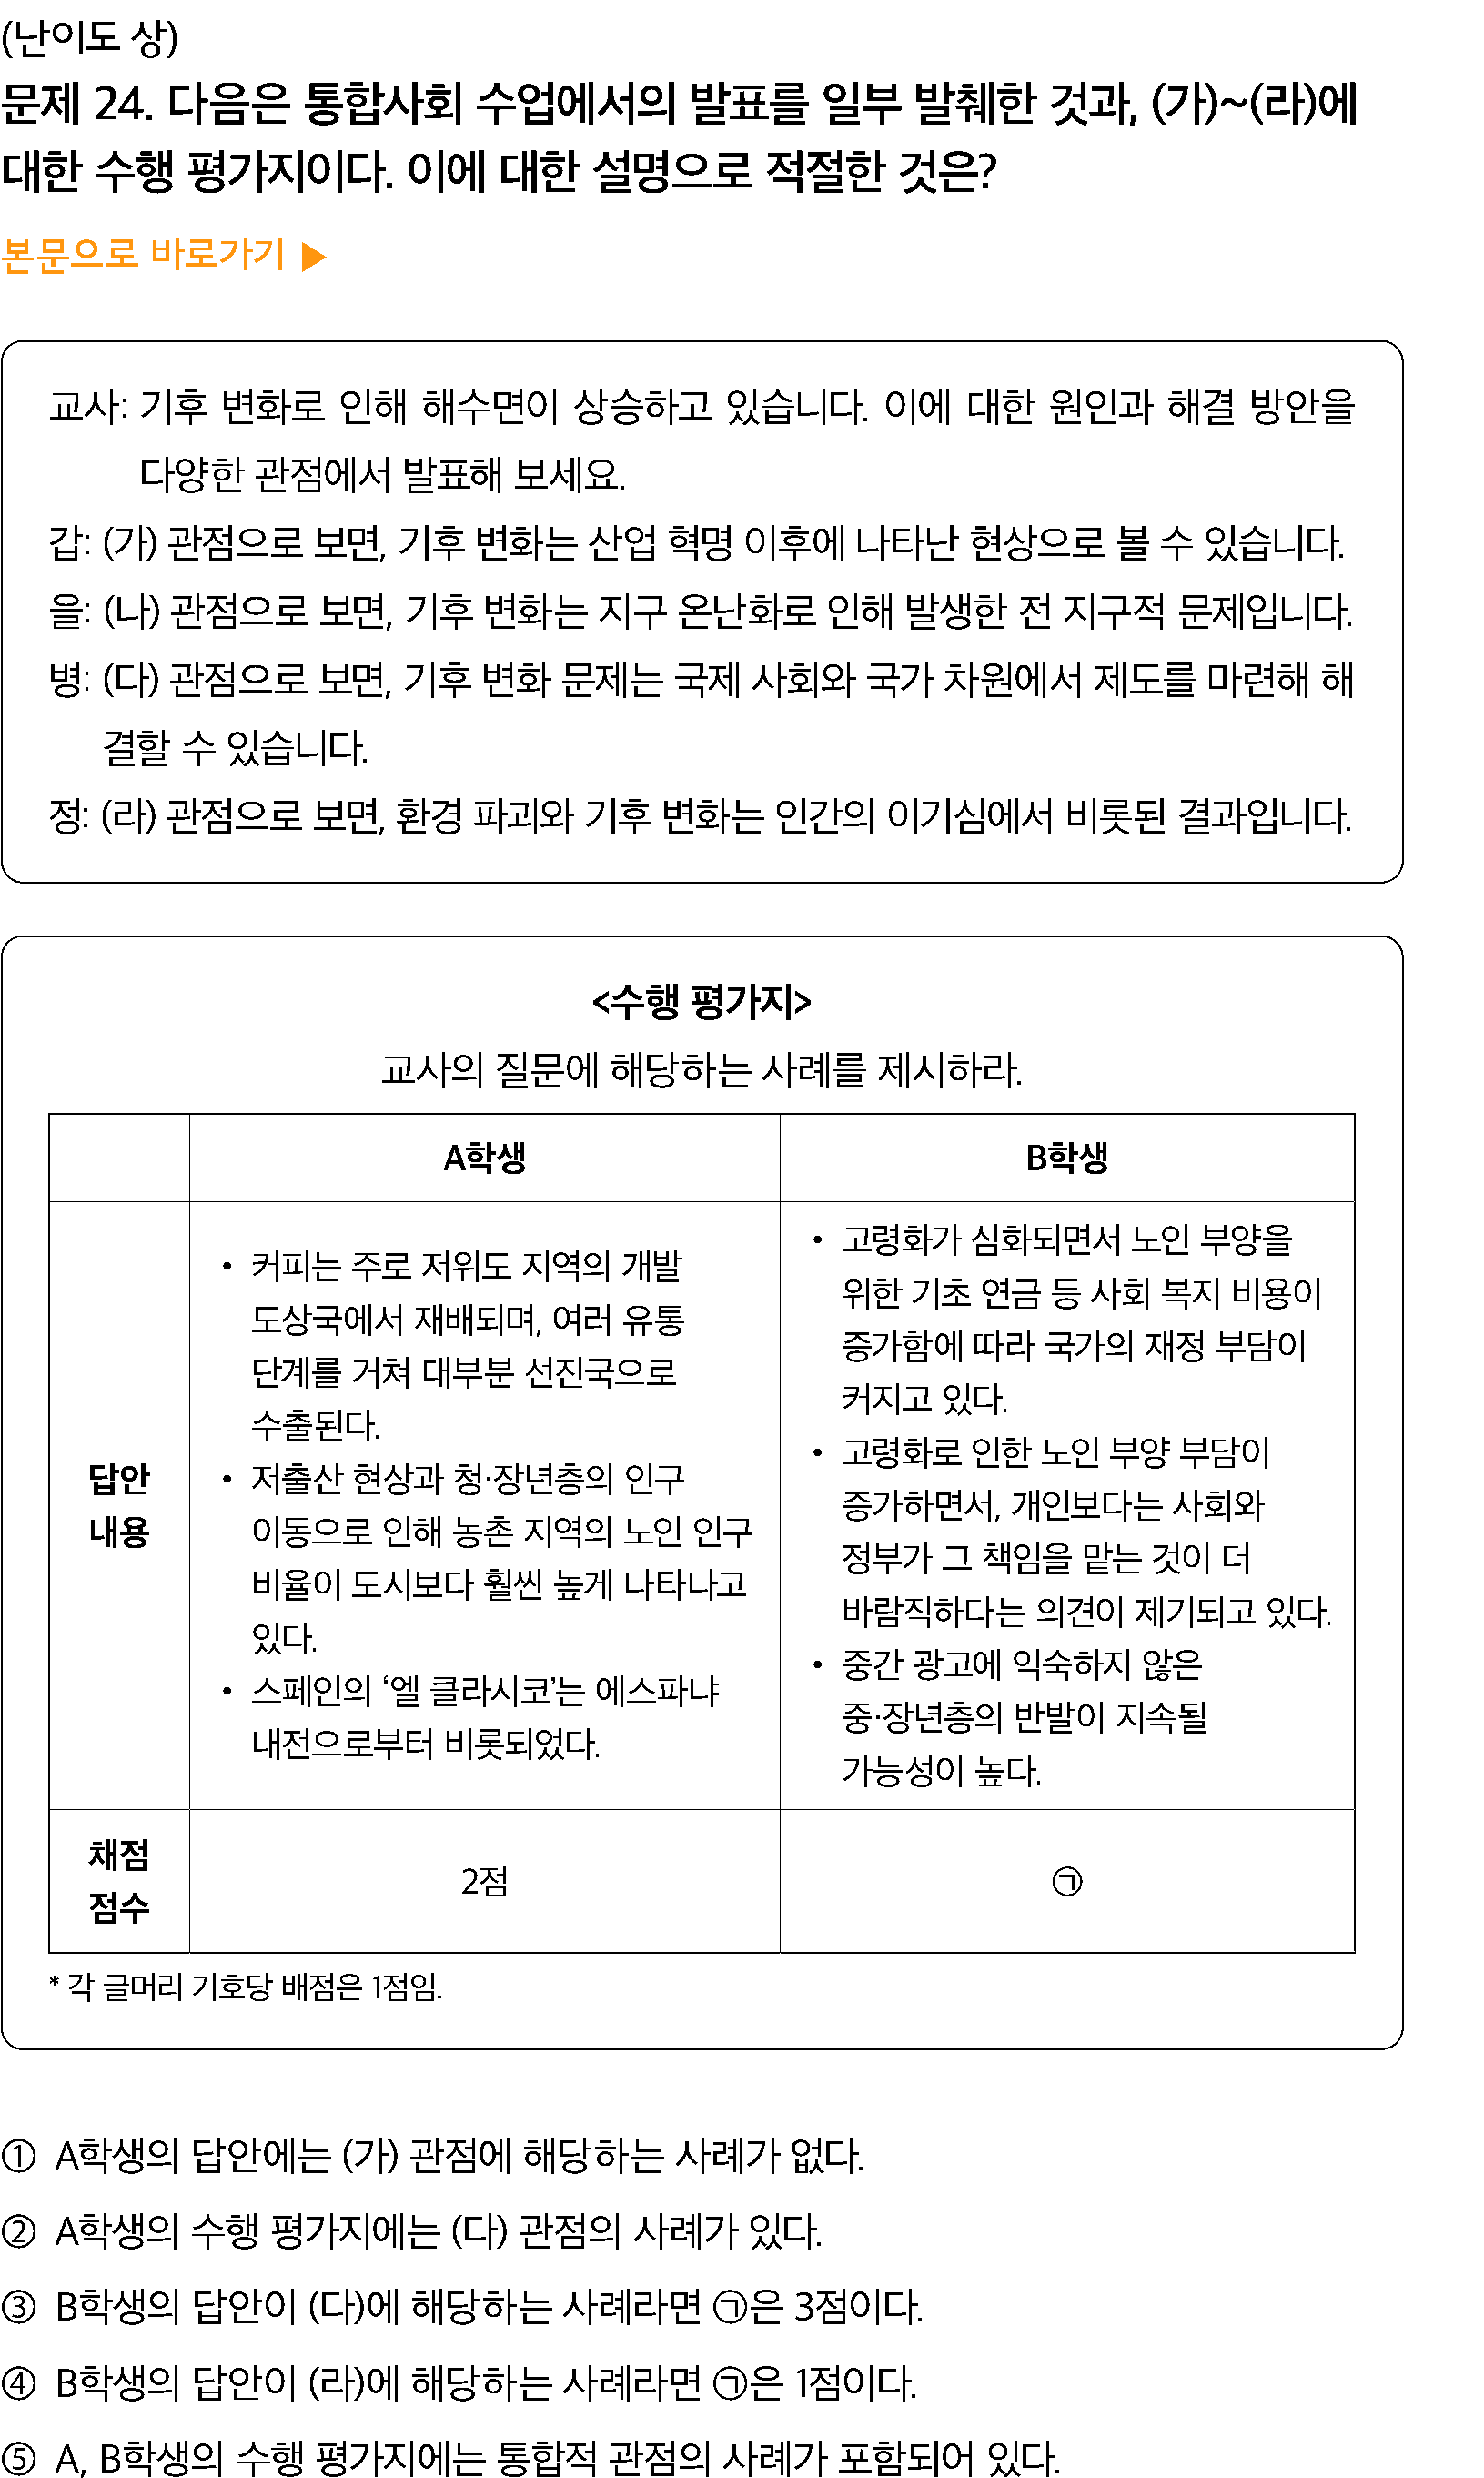 (난이도 상)
문제 24. 다음은 통합사회 수업에서의 발표를 일부 발췌한 것과, (가)~(라)에
대한 수행 평가지이다. 이에 대한 설명으로 적절한 것은?
본문으로 바로가기 ▶
교사: 기후 변화로 인해 해수면이 상승하고 있습니다. 이에 대한 원인과 해결 방안을
다양한 관점에서 발표해 보세요.
갑: (가) 관점으로 보면, 기후 변화는 산업 혁명 이후에 나타난 현상으로 볼 수 있습니다.
을: (나) 관점으로 보면, 기후 변화는 지구 온난화로 인해 발생한 전 지구적 문제입니다.
병: (다) 관점으로 보면, 기후 변화 문제는 국제 사회와 국가 차원에서 제도를 마련해 해
결할 수 있습니다.
정: (라) 관점으로 보면, 환경 파괴와 기후 변화는 인간의 이기심에서 비롯된 결과입니다.
<수행 평가지>
교사의 질문에 해당하는 사례를 제시하라.
A학생
B학생
답안
내용
• 커피는 주로 저위도 지역의 개발
도상국에서 재배되며, 여러 유통
단계를 거쳐 대부분 선진국으로
수출된다.
• 저출산 현상과 청·장년층의 인구
이동으로 인해 농촌 지역의 노인 인구
비율이 도시보다 훨씬 높게 나타나고
있다.
• 스페인의 ‘엘 클라시코’는 에스파냐
내전으로부터 비롯되었다.
• 고령화가 심화되면서 노인 부양을
위한 기초 연금 등 사회 복지 비용이
증가함에 따라 국가의 재정 부담이
커지고 있다.
• 고령화로 인한 노인 부양 부담이
증가하면서, 개인보다는 사회와
정부가 그 책임을 맡는 것이 더
바람직하다는 의견이 제기되고 있다.
• 중간 광고에 익숙하지 않은
중·장년층의 반발이 지속될
가능성이 높다.
채점
점수
2점
㉠
* 각 글머리 기호당 배점은 1점임.
① A학생의 답안에는 (가) 관점에 해당하는 사례가 없다.
② A학생의 수행 평가지에는 (다) 관점의 사례가 있다.
③ B학생의 답안이 (다)에 해당하는 사례라면 ㉠은 3점이다.
④ B학생의 답안이 (라)에 해당하는 사례라면 ㉠은 1점이다.
⑤ A, B학생의 수행 평가지에는 통합적 관점의 사례가 포함되어 있다.